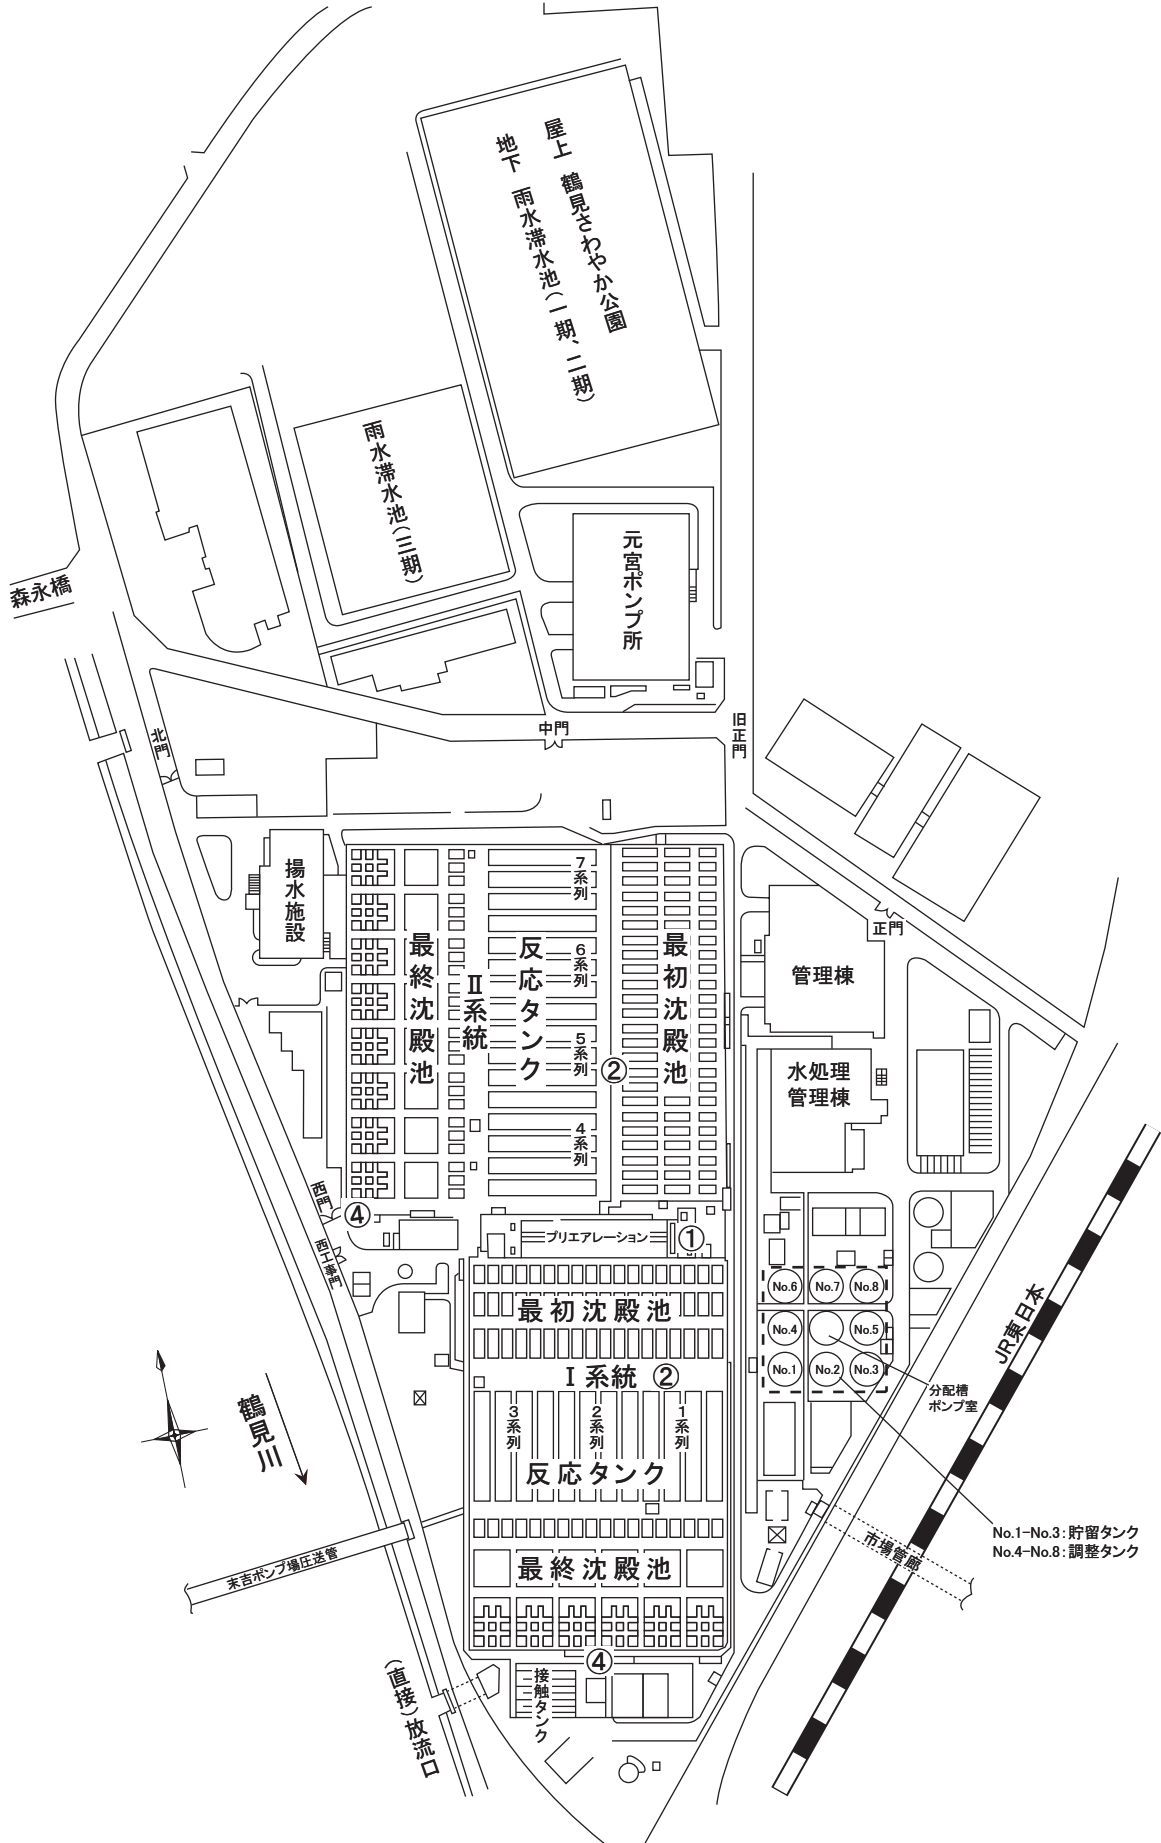 屋上 鶴見さわやか公園
地下 雨水滞水池(一期、二期)
雨水滞水池(三期)
元宮ポンプ所
森永橋
中門
旧正門
北門
揚水施設
7系列
6系列
5系列
4系列
最終沈殿池
Ⅱ系統
反応タンク
最初沈殿池
②
正門
管理棟
水処理
管理棟
西門
④
西工事門
プリエアレーション
①
最初沈殿池
Ⅰ系統 ②
3系列
2系列
1系列
反応タンク
最終沈殿池
④
接触タンク
No.6
No.7
No.8
No.4
No.5
No.1
No.2
No.3
分配槽
ポンプ室
JR東日本
No.1−No.3：貯留タンク
No.4−No.8：調整タンク
市場管廊
鶴見川
末吉ポンプ場圧送管
(直接)放流口